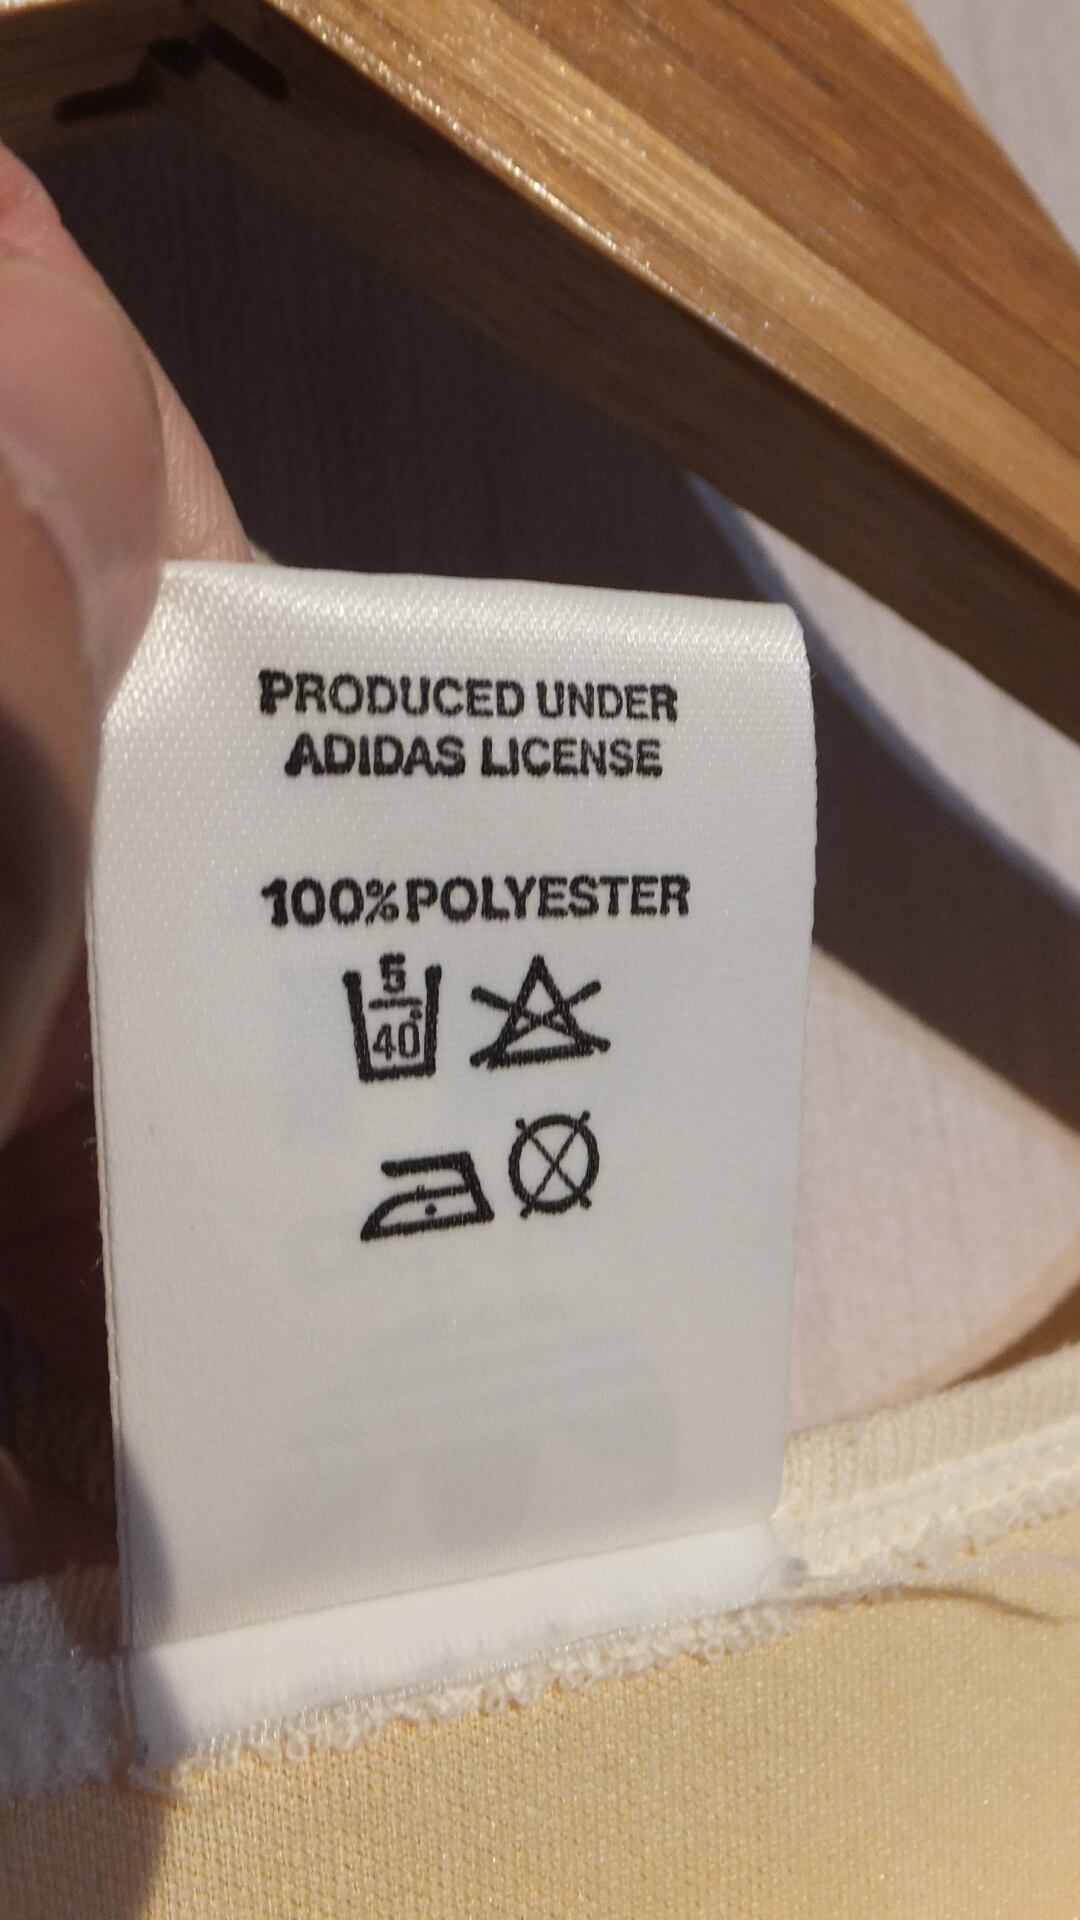 PRODUCED UNDER
ADIDAS LICENSE
100% POLYESTER
5
40°